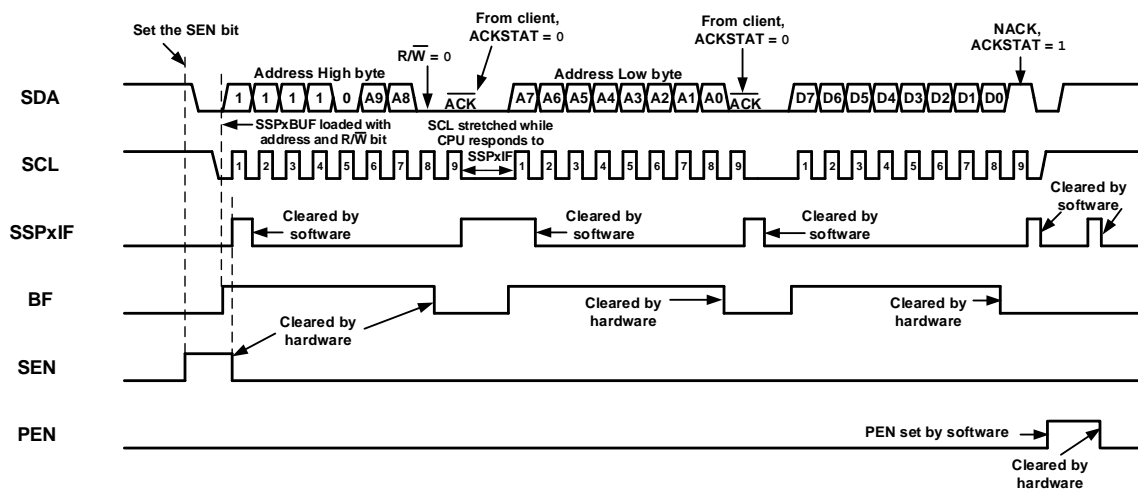 Set the SEN bit
From client,
ACKSTAT = 0
From client,
ACKSTAT = 0
NACK,
ACKSTAT = 1
R/W = 0
Address High byte
Address Low byte
SDA
1 1 1 1 0 A9 A8 ACK A7 A6 A5 A4 A3 A2 A1 A0 ACK D7 D6 D5 D4 D3 D2 D1 D0
SSPxBUF loaded with
address and R/W bit
SCL stretched while
CPU responds to
SSPxIF
SCL
1 2 3 4 5 6 7 8 9 1 2 3 4 5 6 7 8 9 1 2 3 4 5 6 7 8 9
SSPxIF
Cleared by
software
Cleared by
software
Cleared by
software
Cleared by
software
BF
Cleared by
hardware
Cleared by
hardware
Cleared by
hardware
SEN
PEN
PEN set by software
Cleared by
hardware